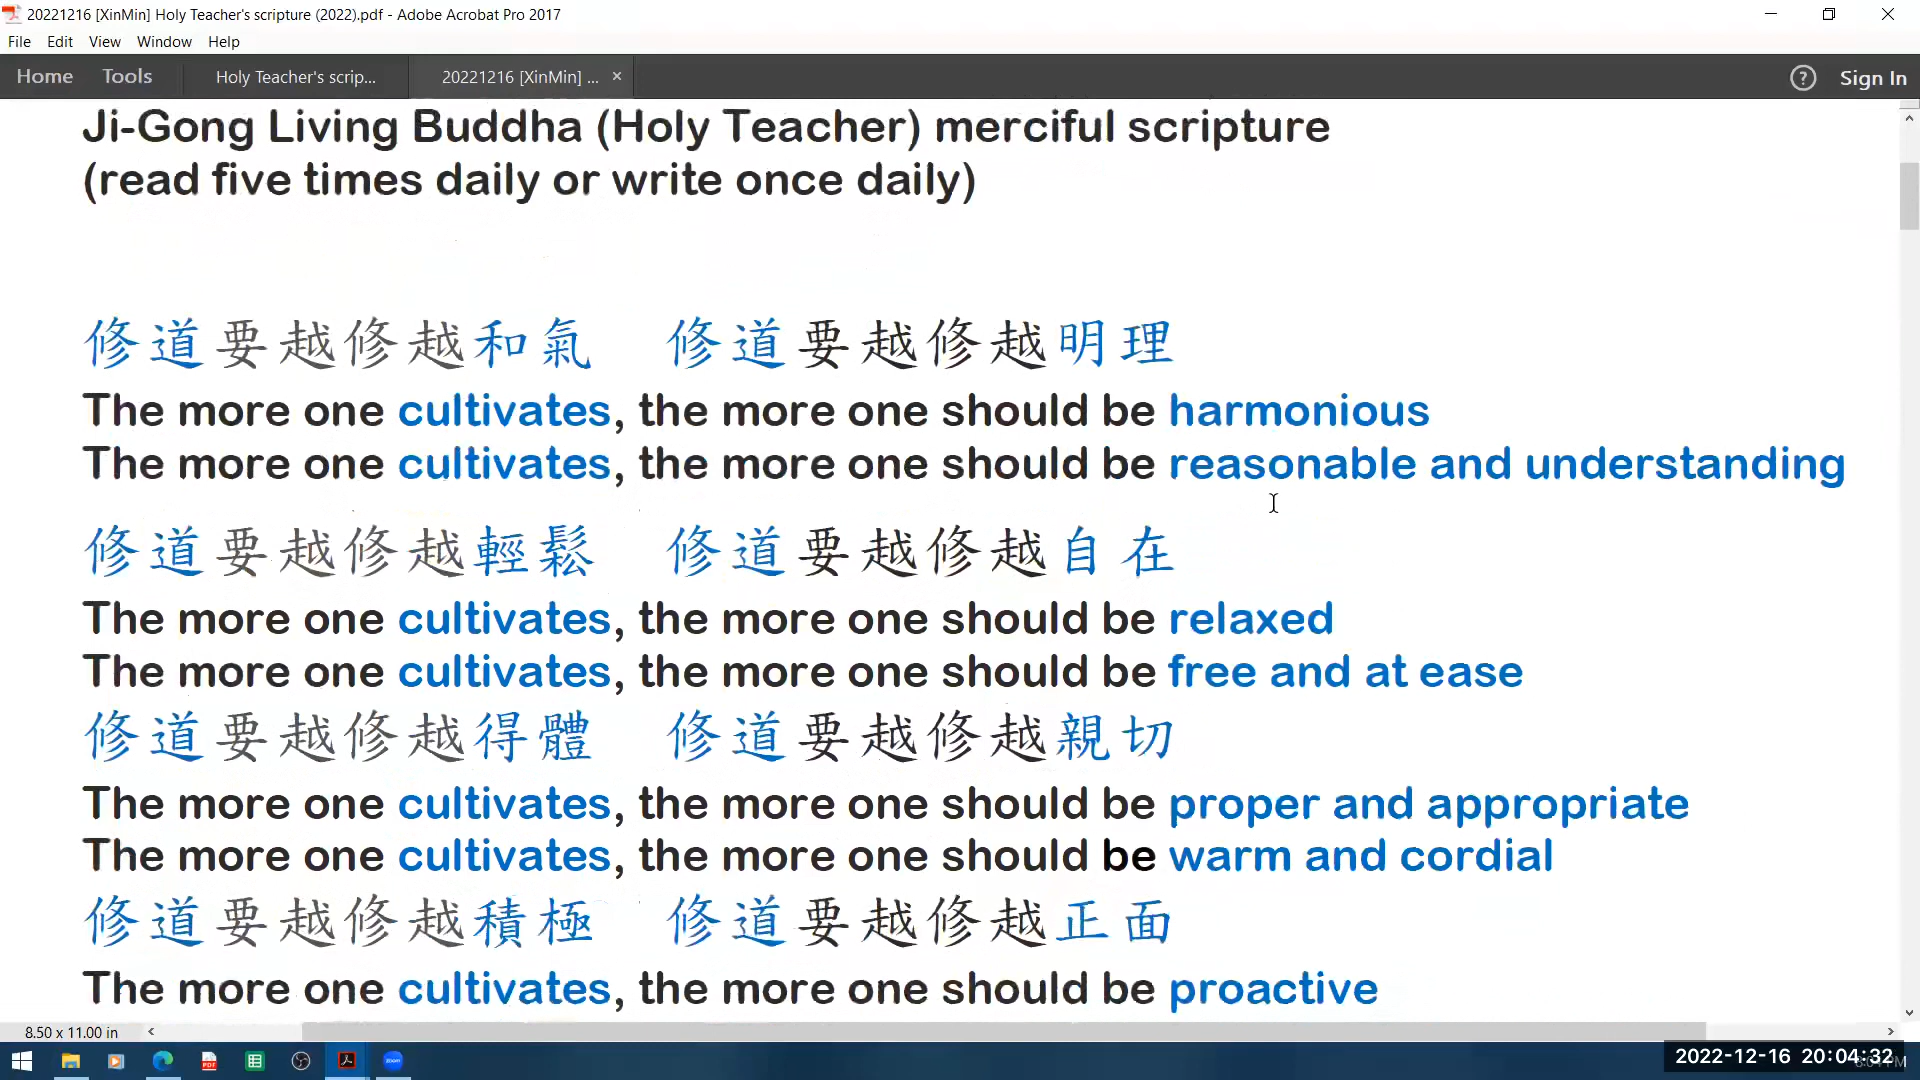 20221216 [XinMin] Holy Teacher's scripture (2022).pdf - Adobe Acrobat Pro 2017
File Edit View Window Help
Home Tools Holy Teacher's scrip... 20221216 [XinMin] ... × ? Sign In
Ji-Gong Living Buddha (Holy Teacher) merciful scripture
(read five times daily or write once daily)
修道要越修越和氣 修道要越修越明理
The more one cultivates, the more one should be harmonious
The more one cultivates, the more one should be reasonable and understanding
修道要越修越輕鬆 修道要越修越自在
The more one cultivates, the more one should be relaxed
The more one cultivates, the more one should be free and at ease
修道要越修越得體 修道要越修越親切
The more one cultivates, the more one should be proper and appropriate
The more one cultivates, the more one should be warm and cordial
修道要越修越積極 修道要越修越正面
The more one cultivates, the more one should be proactive
8.50 x 11.00 in
2022-12-16 20:04:32